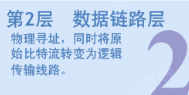 第2层 数据链路层
物理寻址，同时将原
始比特流转变为逻辑
传输线路。
2